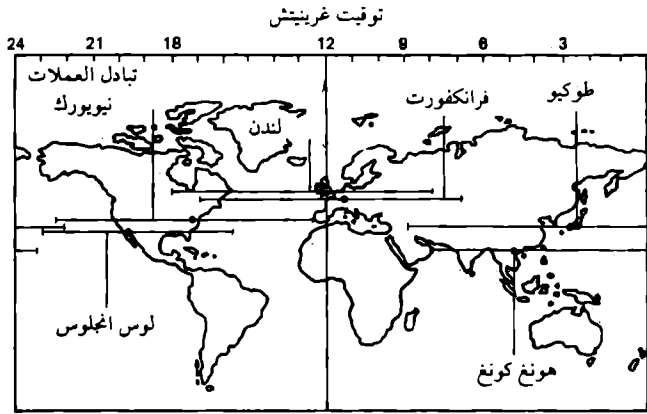 توقيت غرينيتش
24 21 18 12 9 6 3
تبادل العملات
نيويورك
لندن
فرانكفورت
طوكيو
لوس انجلوس
هونغ كونغ